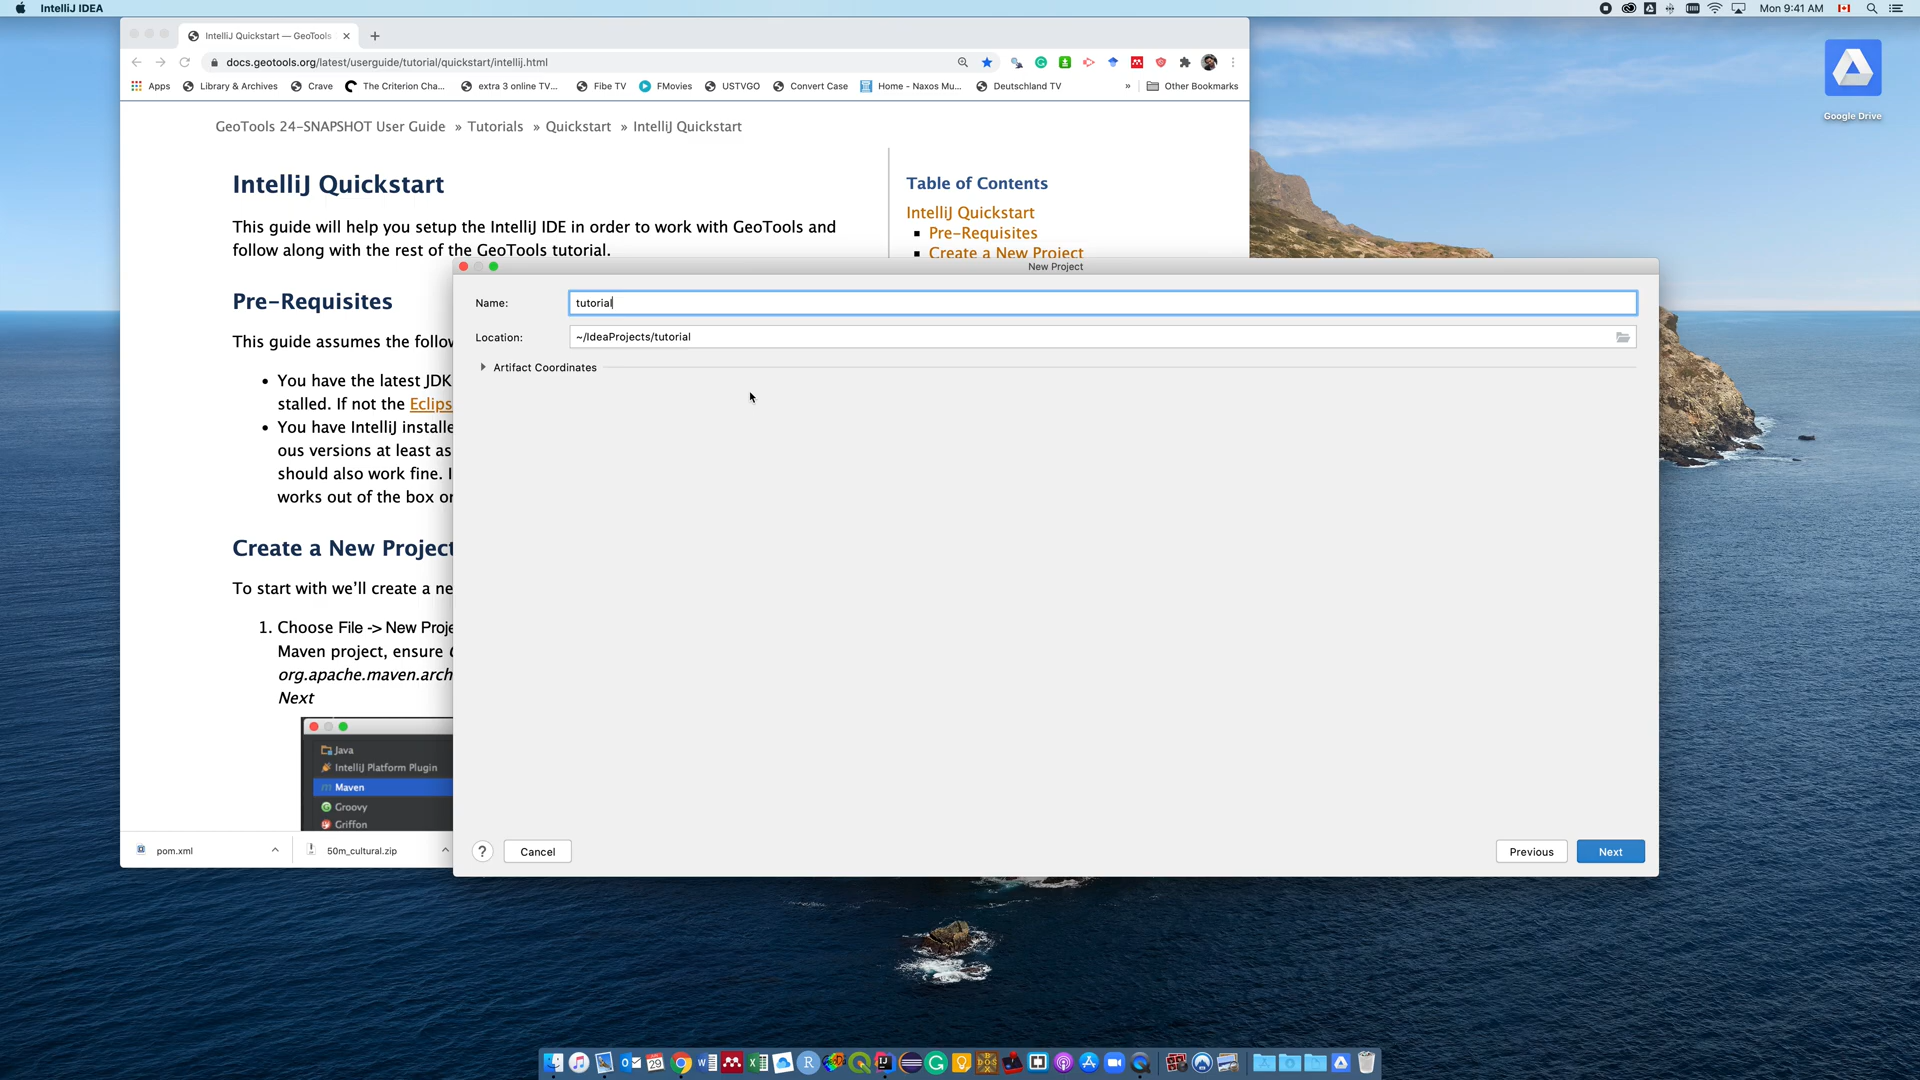 IntelliJ IDEA
Mon 9:41 AM
IntelliJ Quickstart — GeoTools
docs.geotools.org/latest/userguide/tutorial/quickstart/intellij.html
Apps
Library & Archives
Crave
The Criterion Cha...
extra 3 online TV...
Fibe TV
FMovies
USTVGO
Convert Case
Home - Naxos Mu...
Deutschland TV
»
Other Bookmarks
GeoTools 24-SNAPSHOT User Guide » Tutorials » Quickstart » IntelliJ Quickstart
IntelliJ Quickstart
This guide will help you setup the IntelliJ IDE in order to work with GeoTools and
follow along with the rest of the GeoTools tutorial.
Pre-Requisites
This guide assumes the follow
• You have the latest JDK
stalled. If not the Eclips
• You have IntelliJ installe
ous versions at least as
should also work fine. I
works out of the box or
Create a New Project
To start with we'll create a ne
1. Choose File -> New Proje
Maven project, ensure
org.apache.maven.arch
Next
Java
IntelliJ Platform Plugin
Maven
Groovy
Griffon
pom.xml
50m_cultural.zip
Table of Contents
IntelliJ Quickstart
Pre-Requisites
Create a New Project
New Project
Name:
tutorial
Location:
~/IdeaProjects/tutorial
Artifact Coordinates
?
Cancel
Previous
Next
Google Drive